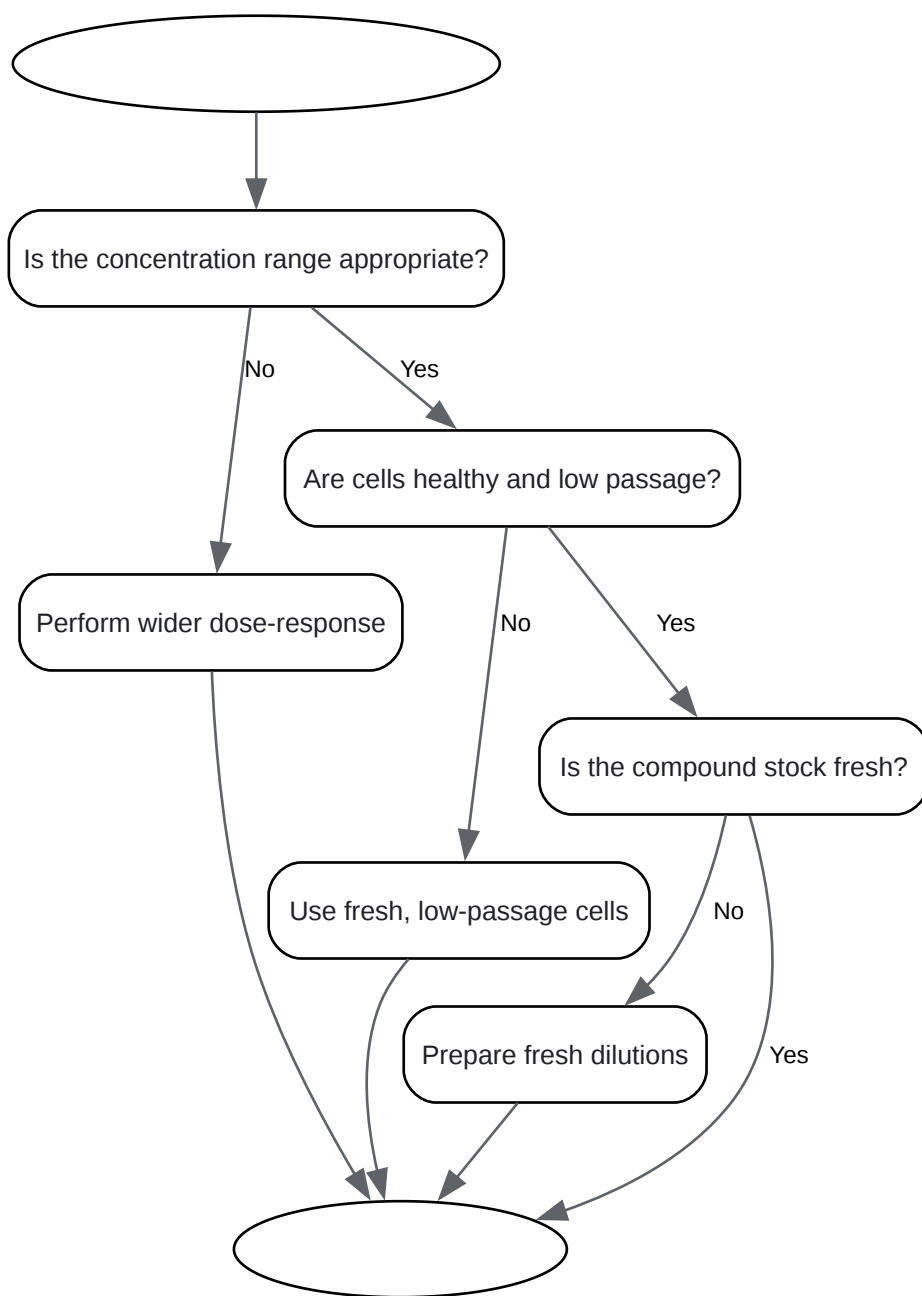 Is the concentration range appropriate?
No
Yes
Are cells healthy and low passage?
Perform wider dose-response
No
Yes
Is the compound stock fresh?
Use fresh, low-passage cells
No
Prepare fresh dilutions
Yes